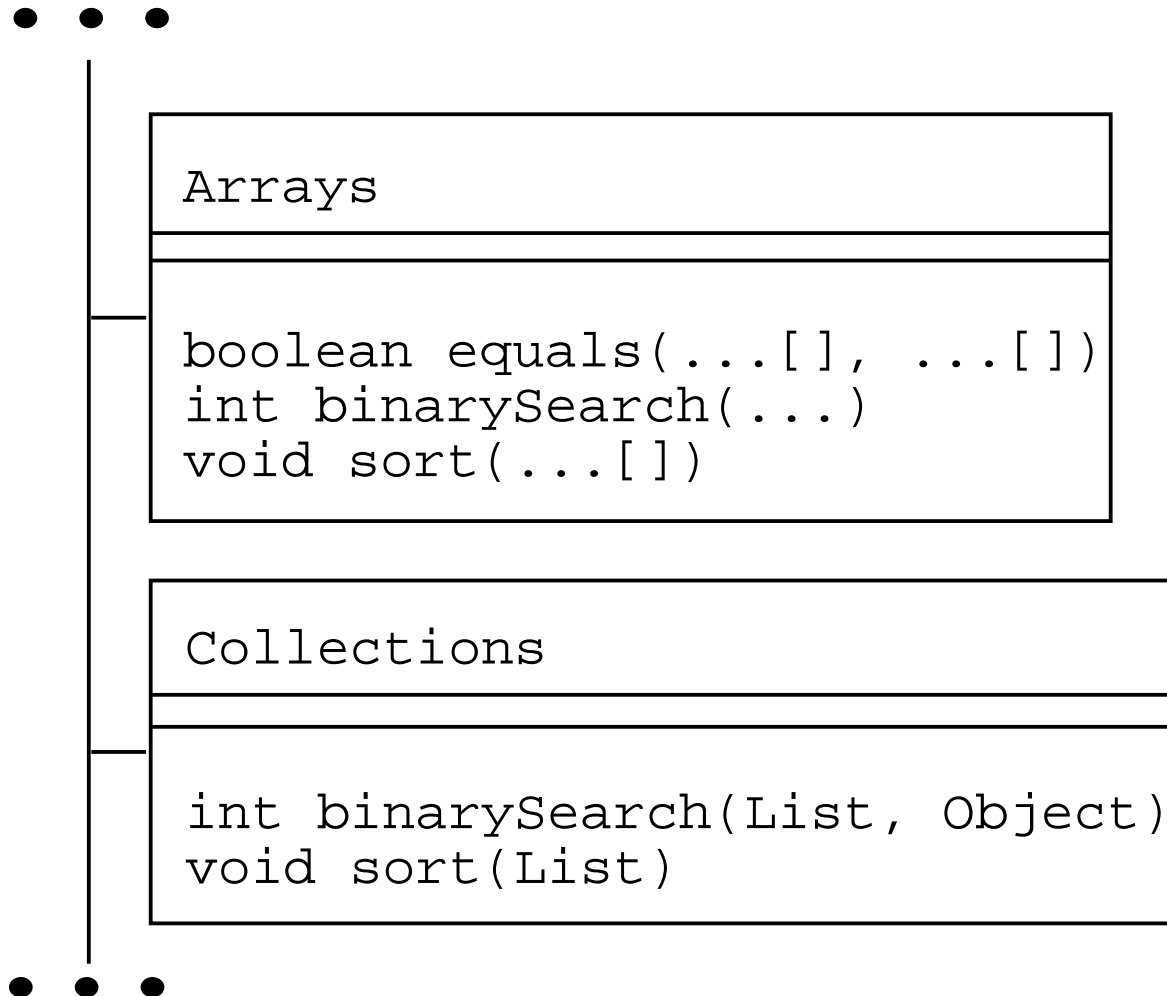 Arrays
boolean equals(...[], ...[])
int binarySearch(...)
void sort(...[])
Collections
int binarySearch(List, Object)
void sort(List)